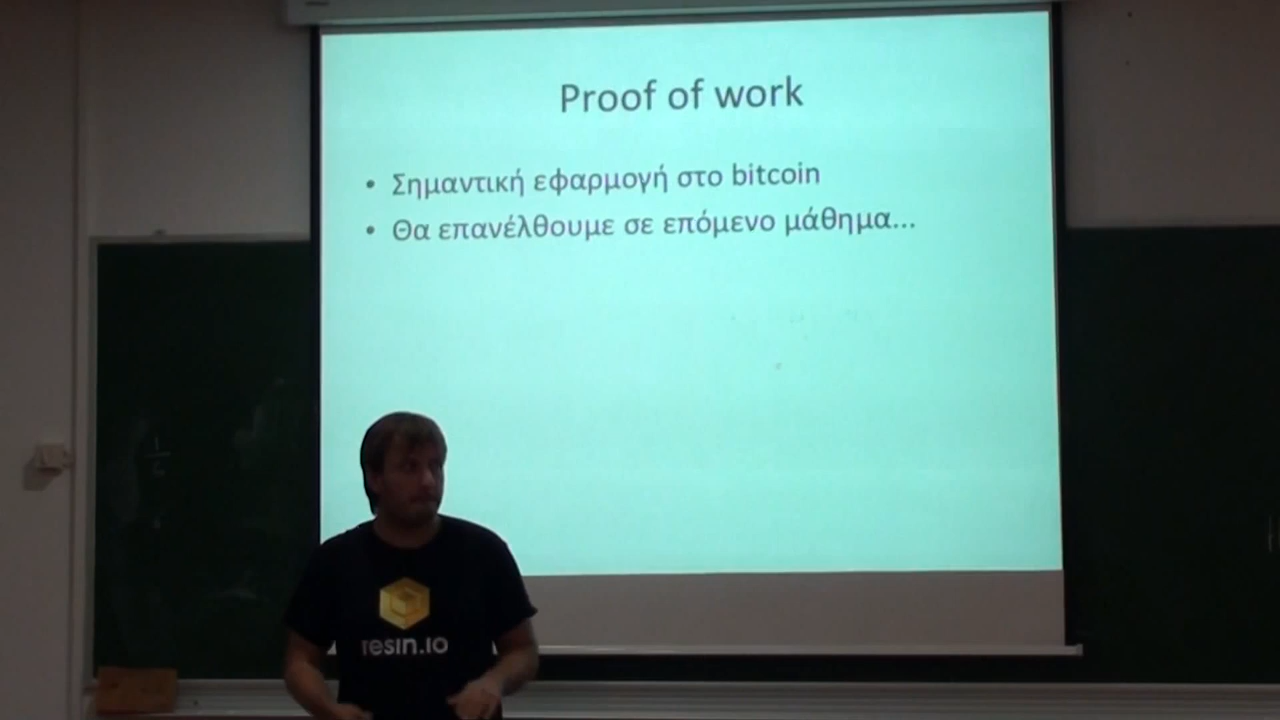 Proof of work
• Σημαντική εφαρμογή στο bitcoin
• Θα επανέλθουμε σε επόμενο μάθημα...
resin.io